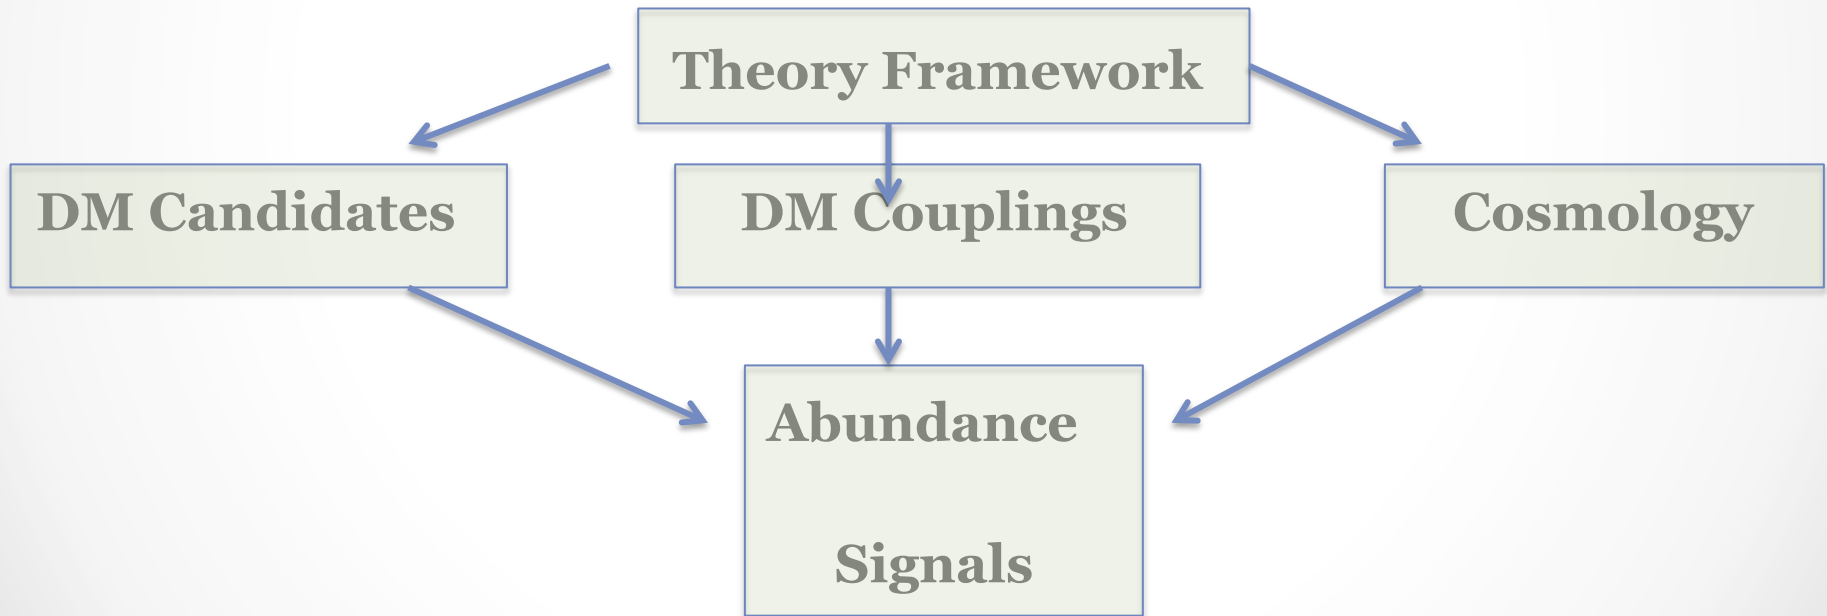 Theory Framework
DM Candidates
DM Couplings
Cosmology
Abundance
Signals